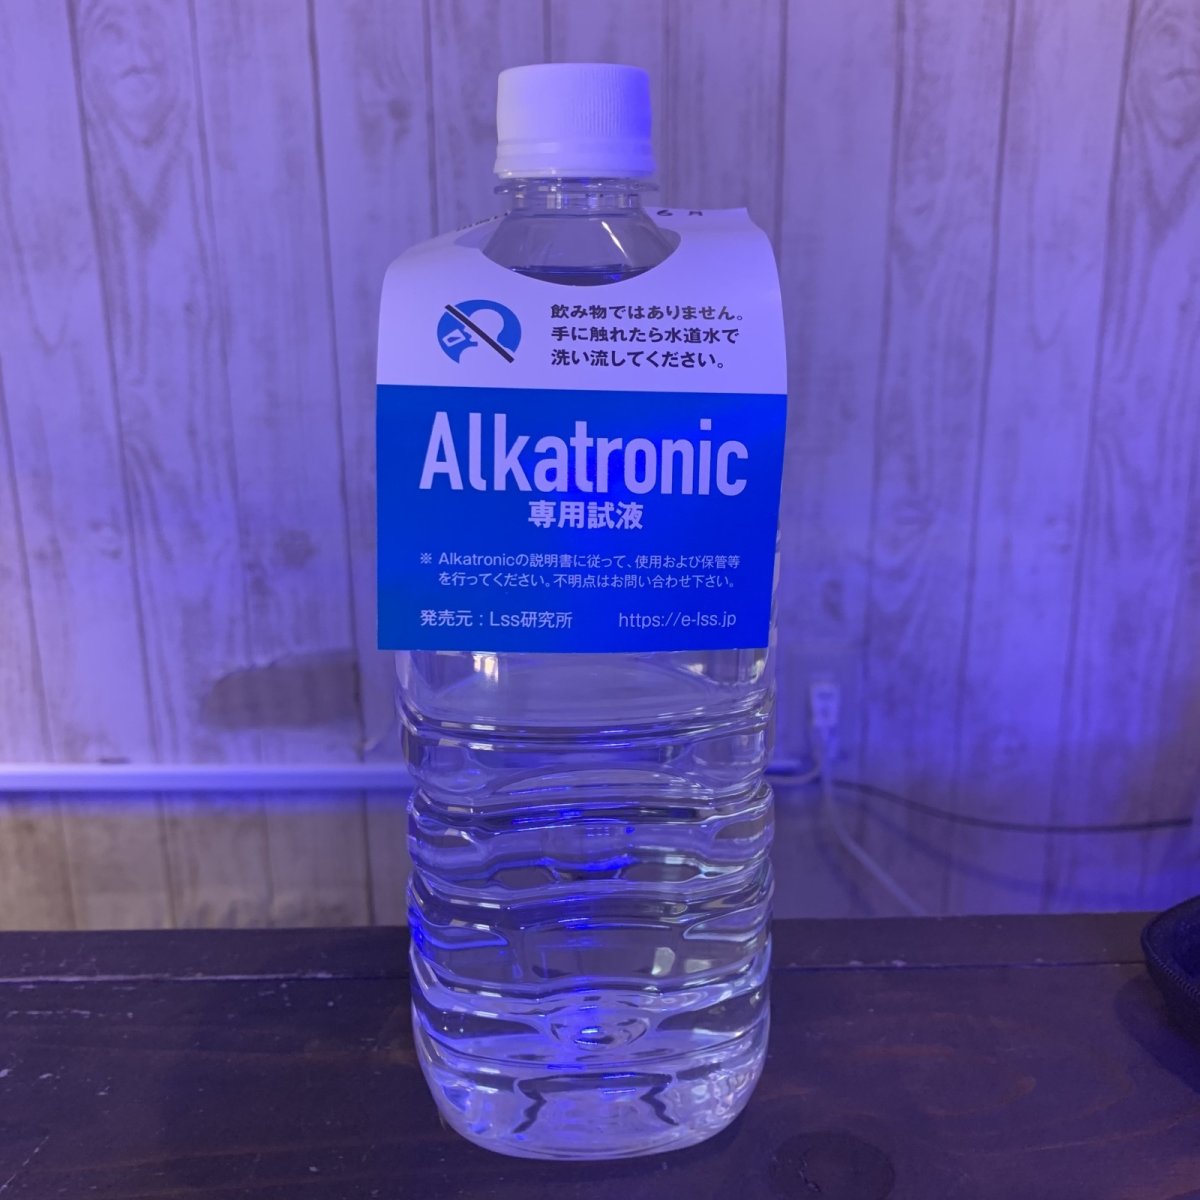 6月
飲み物ではありません。
手に触れたら水道水で
洗い流してください。
Alkatronic
専用試液
※ Alkatronicの説明書に従って、使用および保管等
を行ってください。不明点はお問い合わせ下さい。
発売元：Lss研究所 https://e-lss.jp